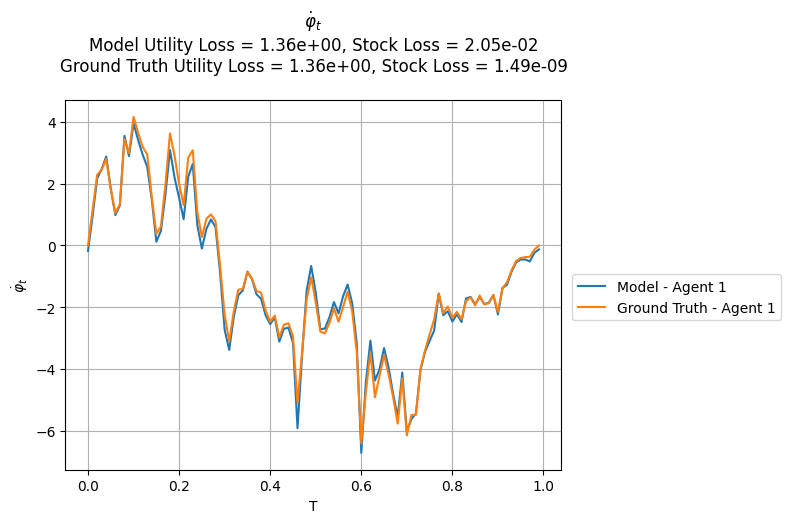 φ̇ₜ
Model Utility Loss = 1.36e+00, Stock Loss = 2.05e-02
Ground Truth Utility Loss = 1.36e+00, Stock Loss = 1.49e-09
φ̇ₜ
4
2
0
−2
−4
−6
0.0 0.2 0.4 0.6 0.8 1.0
T
Model - Agent 1
Ground Truth - Agent 1